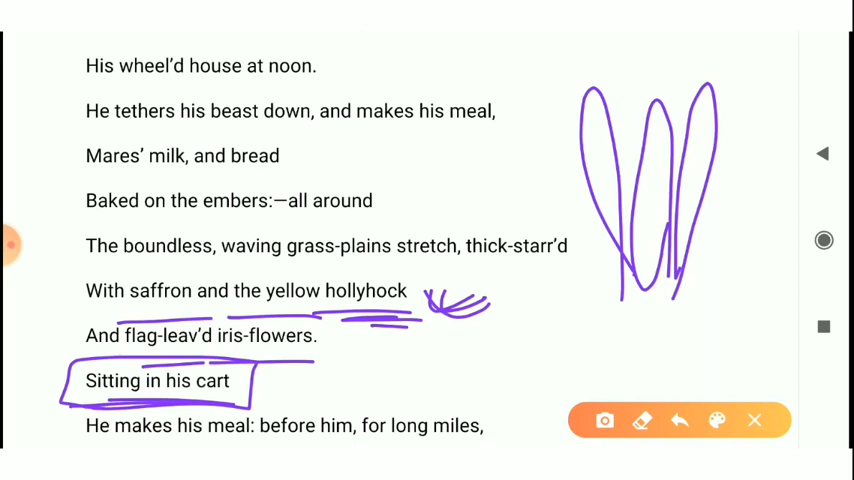 His wheel’d house at noon.
He tethers his beast down, and makes his meal,
Mares’ milk, and bread
Baked on the embers:—all around
The boundless, waving grass-plains stretch, thick-starr’d
With saffron and the yellow hollyhock
And flag-leav’d iris-flowers.
Sitting in his cart
He makes his meal: before him, for long miles,